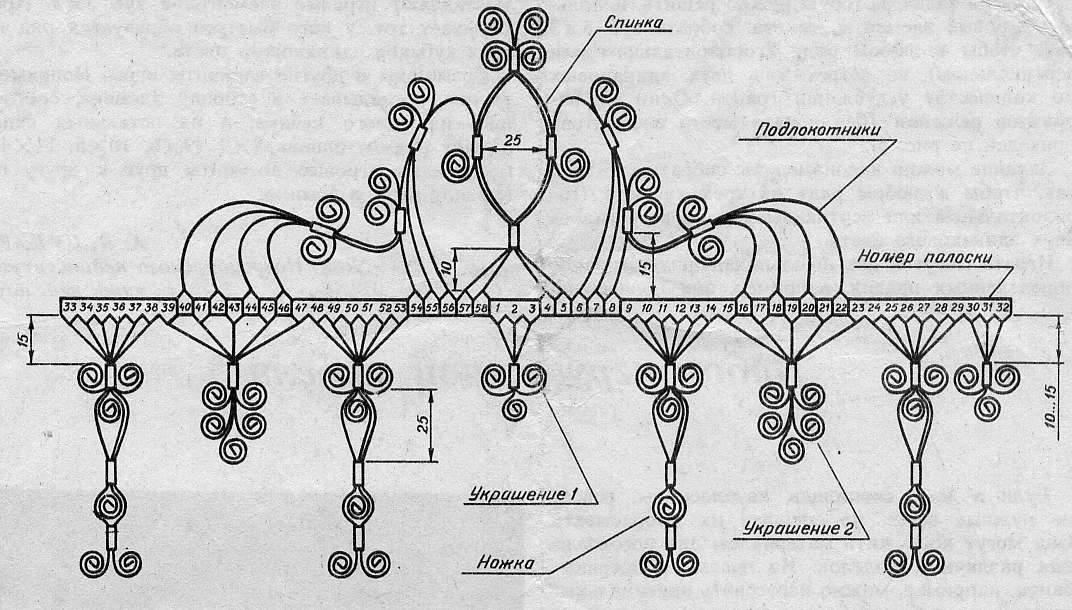 Спинка
Подлокотники
25
10
15
Номер полоски
33 34 35 36 37 38 39 40 41 42 43 44 45 46 47 48 49 50 51 52 53 54 55 56 57 58 1 2 3 4 5 6 7 8 9 10 11 12 13 14 15 16 17 18 19 20 21 22 23 24 25 26 27 28 29 30 31 32
15
10...15
25
Украшение 1
Украшение 2
Ножка